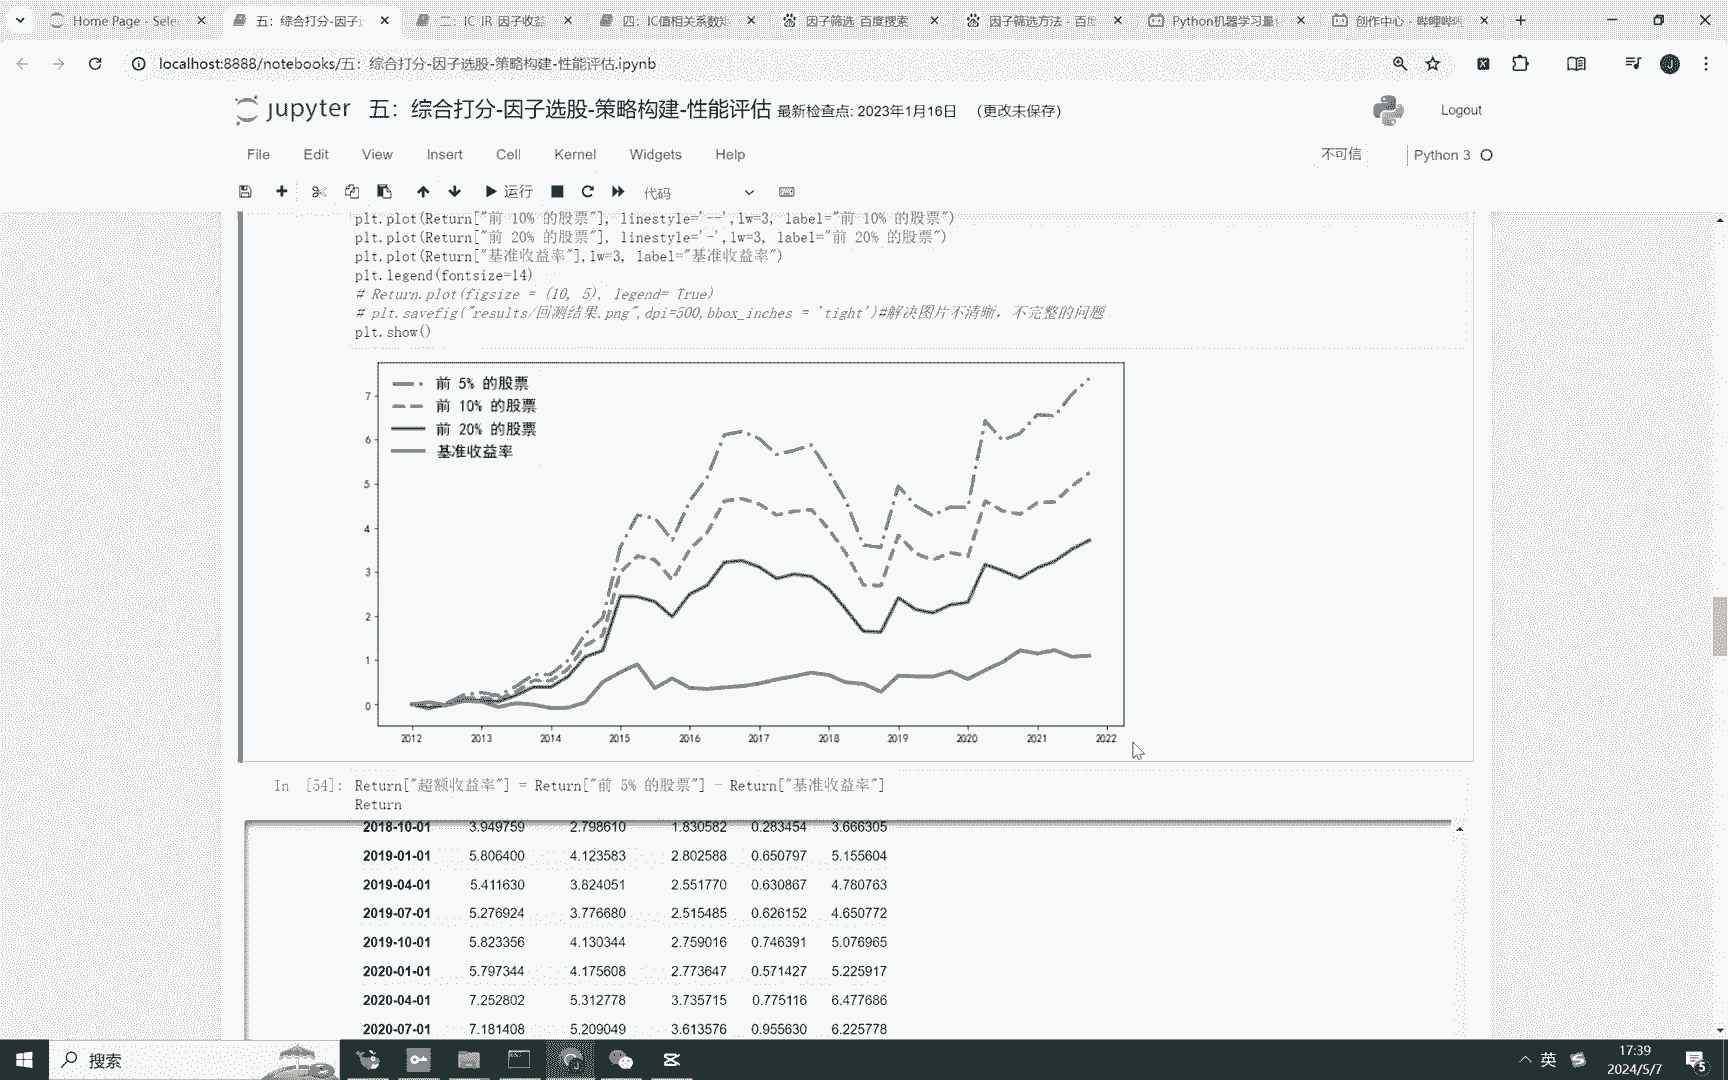 Home Page - Sele
五：综合打分-因子
二：IC IR 因子收益
四：IC值相关系数矩
因子筛选_百度搜索
因子筛选方法 - 百度
Python机器学习量化
创作中心 - 哔哩哔哩
localhost:8888/notebooks/五：综合打分-因子选股-策略构建-性能评估.ipynb
jupyter 五：综合打分-因子选股-策略构建-性能评估 最新检查点: 2023年1月16日 （更改未保存）
Logout
File Edit View Insert Cell Kernel Widgets Help
不可信
Python 3
运行
代码
plt.plot(Return["前 10% 的股票"], linestyle='--',lw=3, label="前 10% 的股票")
plt.plot(Return["前 20% 的股票"], linestyle='-',lw=3, label="前 20% 的股票")
plt.plot(Return["基准收益率"],lw=3, label="基准收益率")
plt.legend(fontsize=14)
# Return.plot(figsize = (10, 5), legend= True)
# plt.savefig("results/回测结果.png",dpi=500,bbox_inches = 'tight')#解决图片不清晰，不完整的问题
plt.show()
前 5% 的股票
前 10% 的股票
前 20% 的股票
基准收益率
7
6
5
4
3
2
1
0
2012 2013 2014 2015 2016 2017 2018 2019 2020 2021 2022
In [54]: Return["超额收益率"] = Return["前 5% 的股票"] - Return["基准收益率"]
Return
2018-10-01 3.949759 2.798610 1.830582 0.283454 3.666305
2019-01-01 5.806400 4.123583 2.802588 0.650797 5.155604
2019-04-01 5.411630 3.824051 2.551770 0.630867 4.780763
2019-07-01 5.276924 3.776680 2.515485 0.626152 4.650772
2019-10-01 5.823356 4.130344 2.759016 0.746391 5.076965
2020-01-01 5.797344 4.175608 2.773647 0.571427 5.225917
2020-04-01 7.252802 5.312778 3.735715 0.775116 6.477686
2020-07-01 7.181408 5.209049 3.613576 0.955630 6.225778
搜索
英
17:39
2024/5/7
5